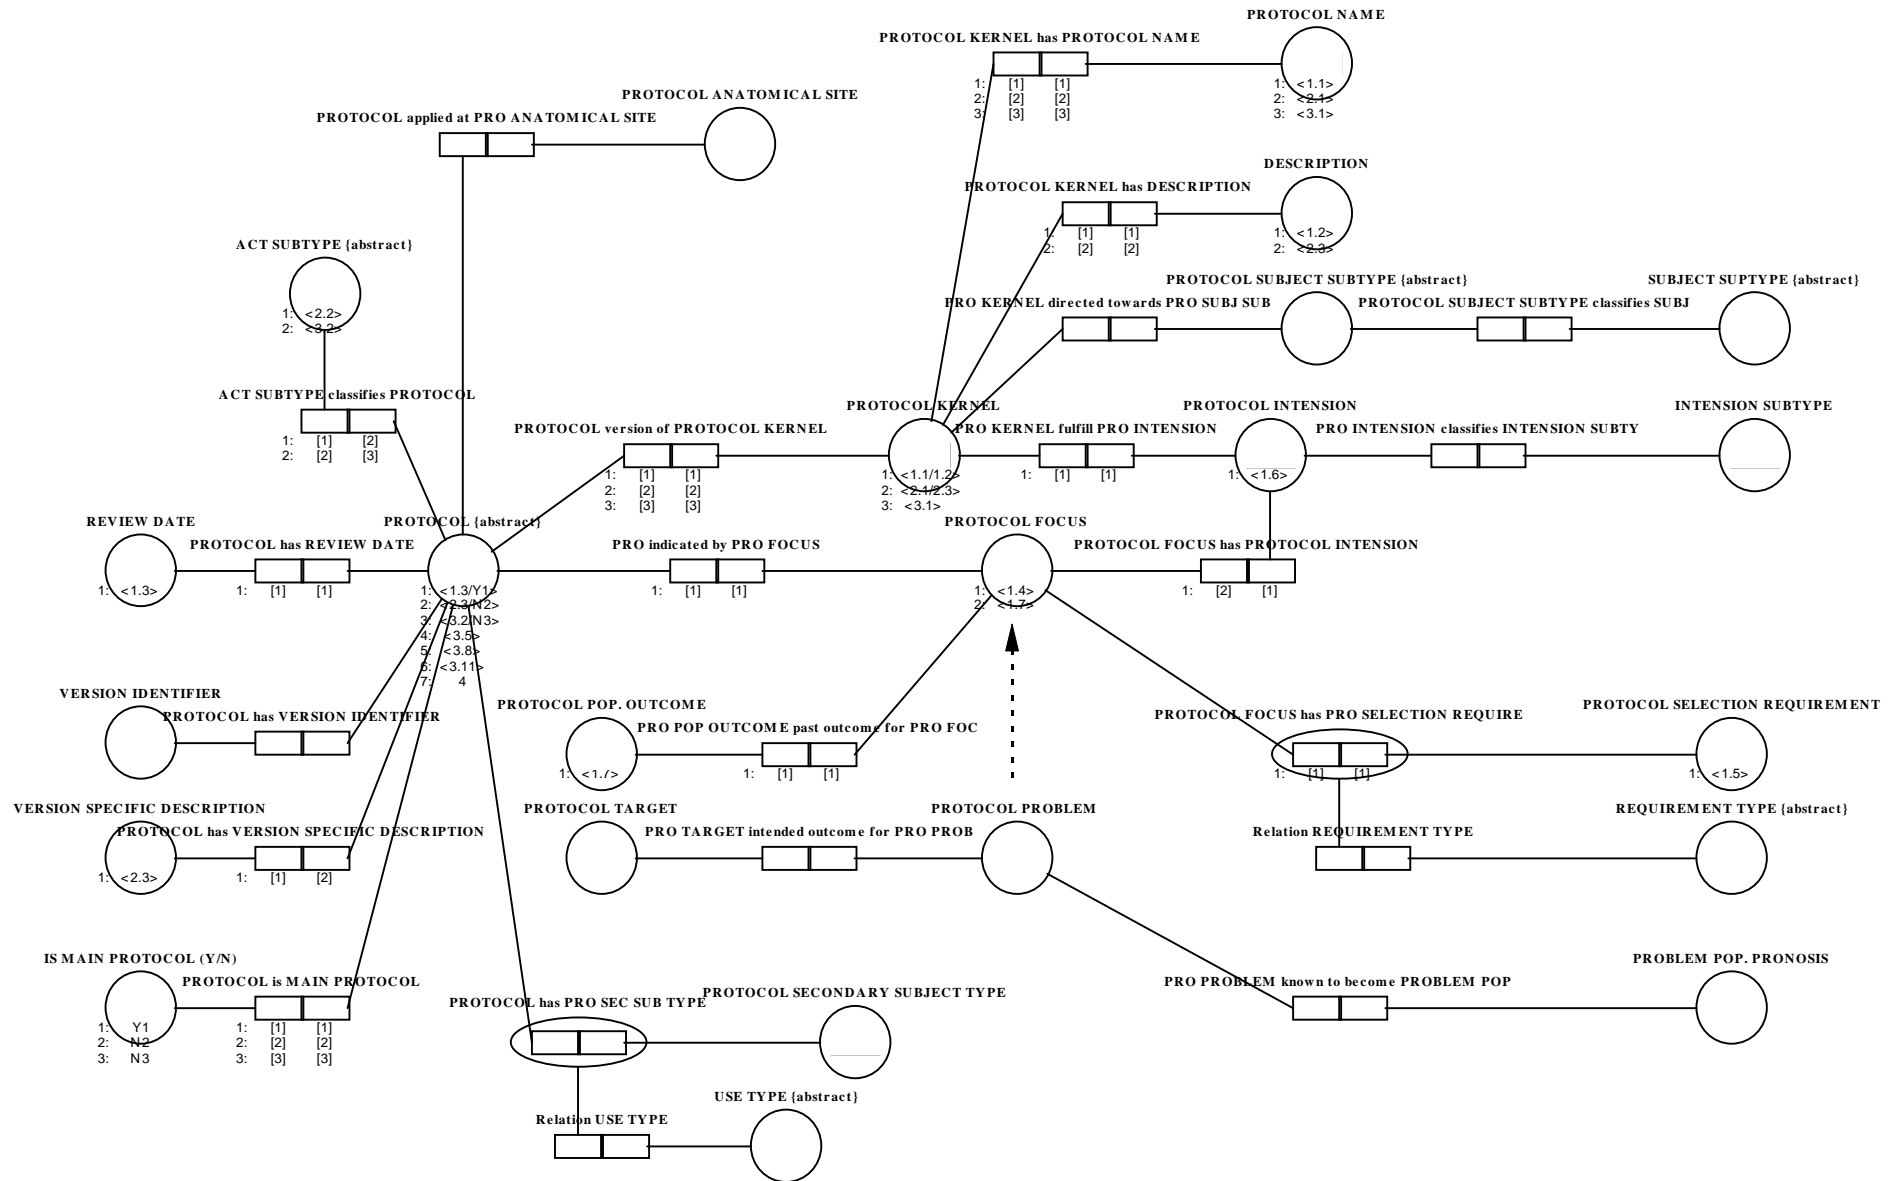 PROTOCOL NAME
PROTOCOL KERNEL has PROTOCOL NAME
1: [1] [1]
2: [2] [2]
3: [3] [3]
1: <1.1>
2: <2.1>
3: <3.1>
PROTOCOL ANATOMICAL SITE
PROTOCOL applied at PRO ANATOMICAL SITE
DESCRIPTION
PROTOCOL KERNEL has DESCRIPTION
1: [1] [1]
2: [2] [2]
1: <1.2>
2: <2.3>
ACT SUBTYPE {abstract}
1: <2.2>
2: <3.2>
PROTOCOL SUBJECT SUBTYPE {abstract}
SUBJECT SUPTYPE {abstract}
PRO KERNEL directed towards PRO SUBJ SUB
PROTOCOL SUBJECT SUBTYPE classifies SUBJ
ACT SUBTYPE classifies PROTOCOL
1: [1] [2]
2: [2] [3]
PROTOCOL KERNEL
PROTOCOL INTENSION
INTENSION SUBTYPE
PROTOCOL version of PROTOCOL KERNEL
1: [1] [1]
2: [2] [2]
3: [3] [3]
PRO KERNEL fulfill PRO INTENSION
PRO INTENSION classifies INTENSION SUBTY
1: <1.1/1.2>
2: <2.1/2.3>
3: <3.1>
1: [1] [1]
1: <1.6>
REVIEW DATE
PROTOCOL {abstract}
PROTOCOL FOCUS
PROTOCOL has REVIEW DATE
PRO indicated by PRO FOCUS
PROTOCOL FOCUS has PROTOCOL INTENSION
1: <1.3>
1: [1] [1]
1: <1.3/Y1>
2: <2.3/N2>
3: <3.2/N3>
4: <3.5>
5: <3.8>
6: <3.11>
7: 4
1: [1] [1]
1: <1.4>
2: <1.7>
1: [2] [1]
VERSION IDENTIFIER
PROTOCOL has VERSION IDENTIFIER
PROTOCOL POP. OUTCOME
PRO POP OUTCOME past outcome for PRO FOC
1: <1.7>
1: [1] [1]
PROTOCOL FOCUS has PRO SELECTION REQUIRE
PROTOCOL SELECTION REQUIREMENT
1: [1] [1]
1: <1.5>
VERSION SPECIFIC DESCRIPTION
PROTOCOL has VERSION SPECIFIC DESCRIPTION
1: <2.3>
1: [1] [2]
PROTOCOL TARGET
PROTOCOL PROBLEM
PRO TARGET intended outcome for PRO PROB
REQUIREMENT TYPE {abstract}
Relation REQUIREMENT TYPE
IS MAIN PROTOCOL (Y/N)
PROTOCOL is MAIN PROTOCOL
1: Y1
2: N2
3: N3
1: [1] [1]
2: [2] [2]
3: [3] [3]
PROBLEM POP. PRONOSIS
PRO PROBLEM known to become PROBLEM POP
PROTOCOL has PRO SEC SUB TYPE
PROTOCOL SECONDARY SUBJECT TYPE
USE TYPE {abstract}
Relation USE TYPE